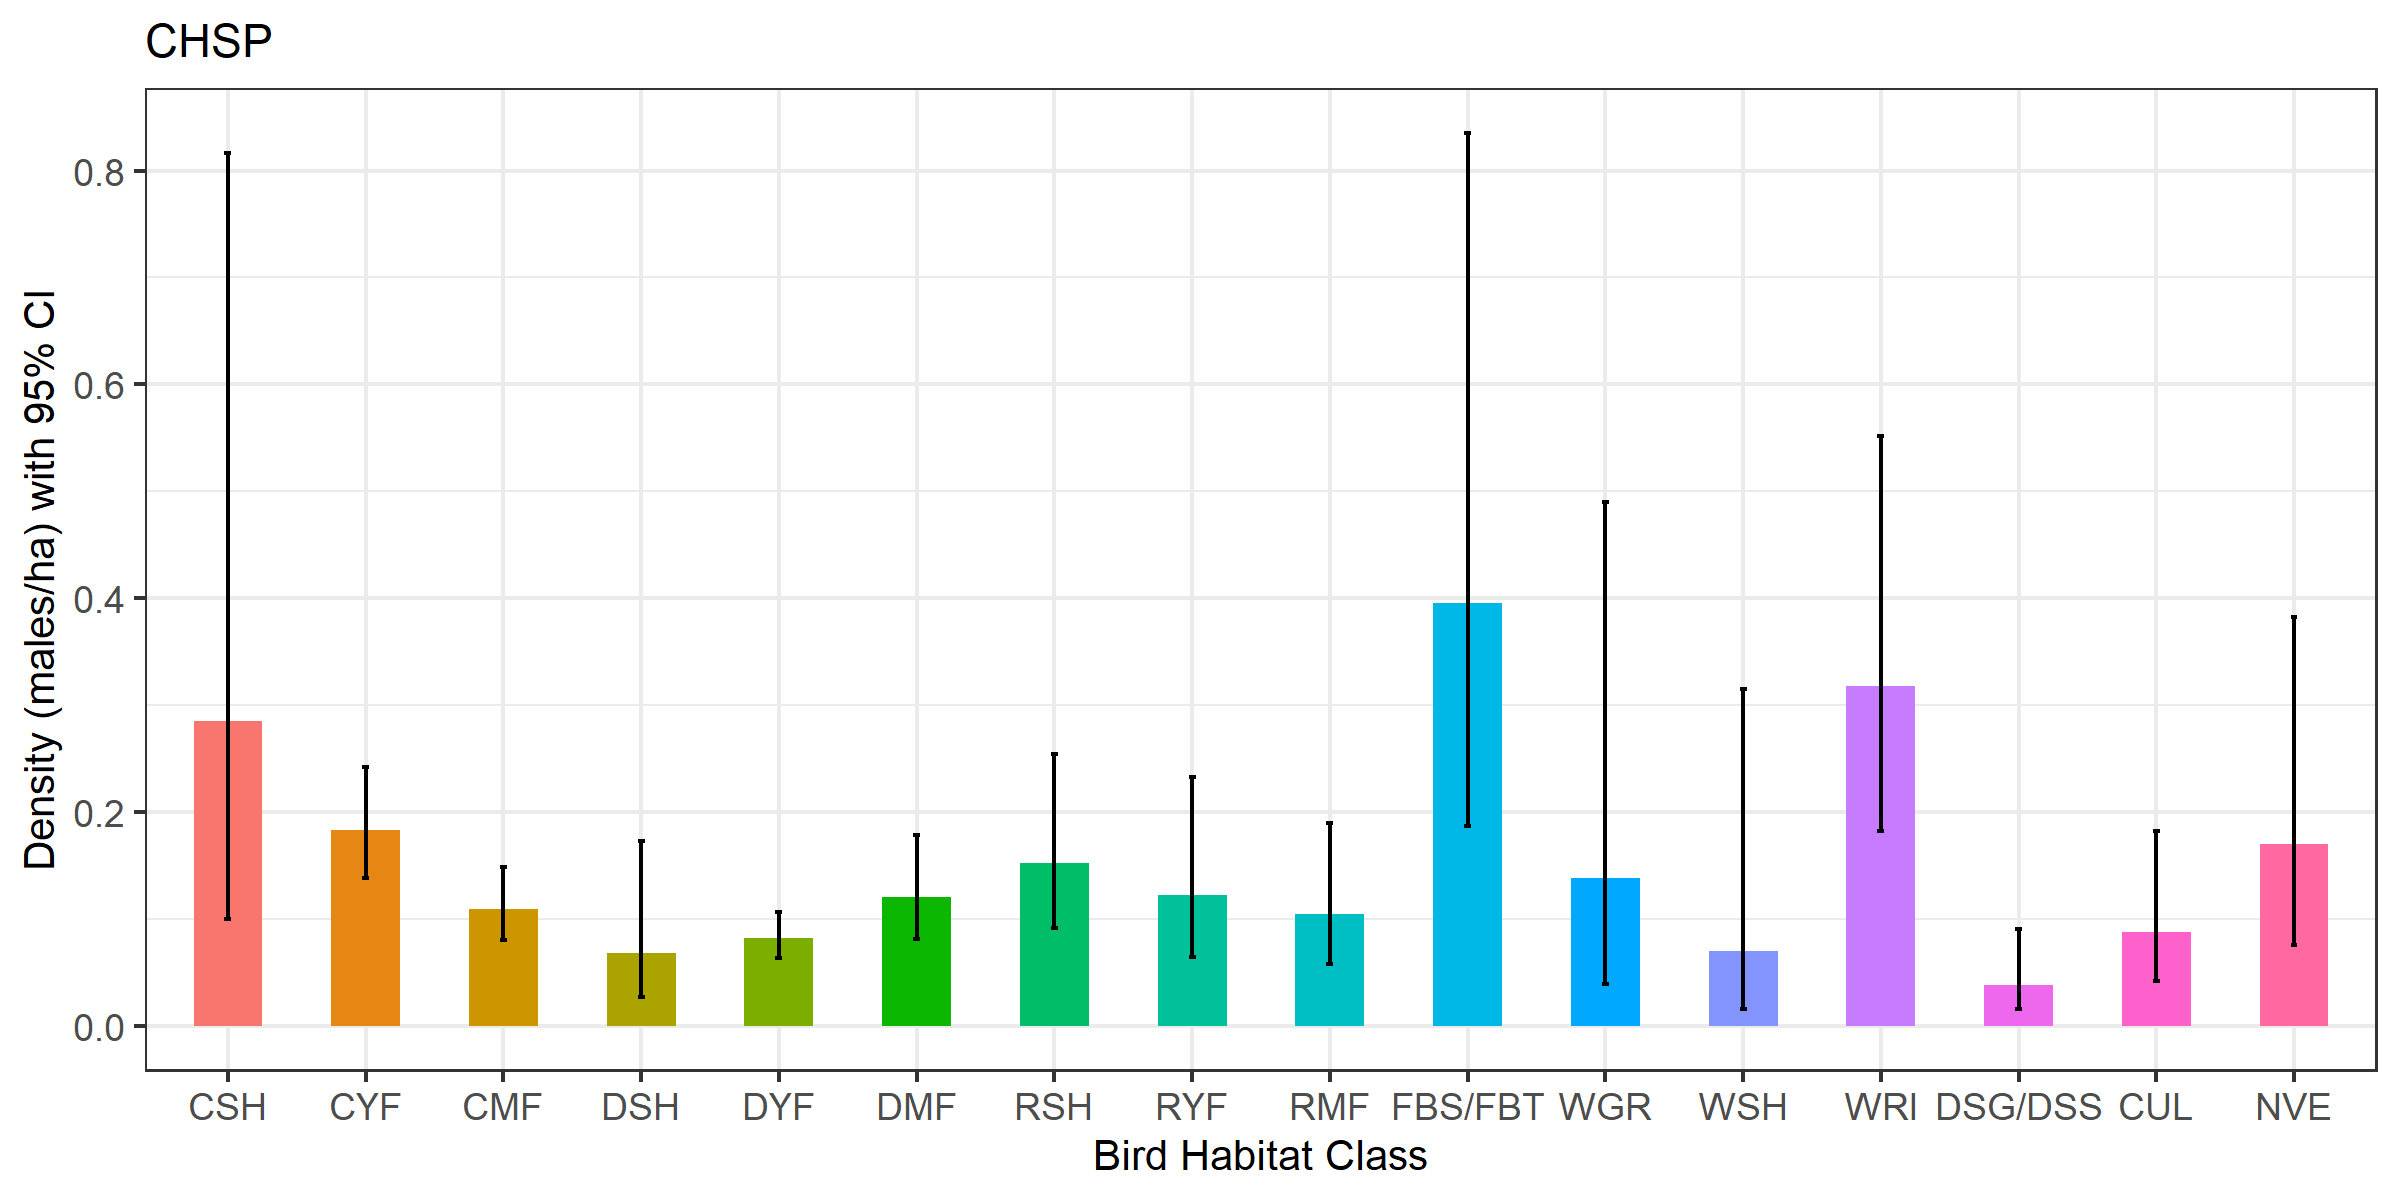 CHSP
Density (males/ha) with 95% CI
0.8
0.6
0.4
0.2
0.0
CSH CYF CMF DSH DYF DMF RSH RYF RMF FBS/FBT WGR WSH WRI DSG/DSS CUL NVE
Bird Habitat Class